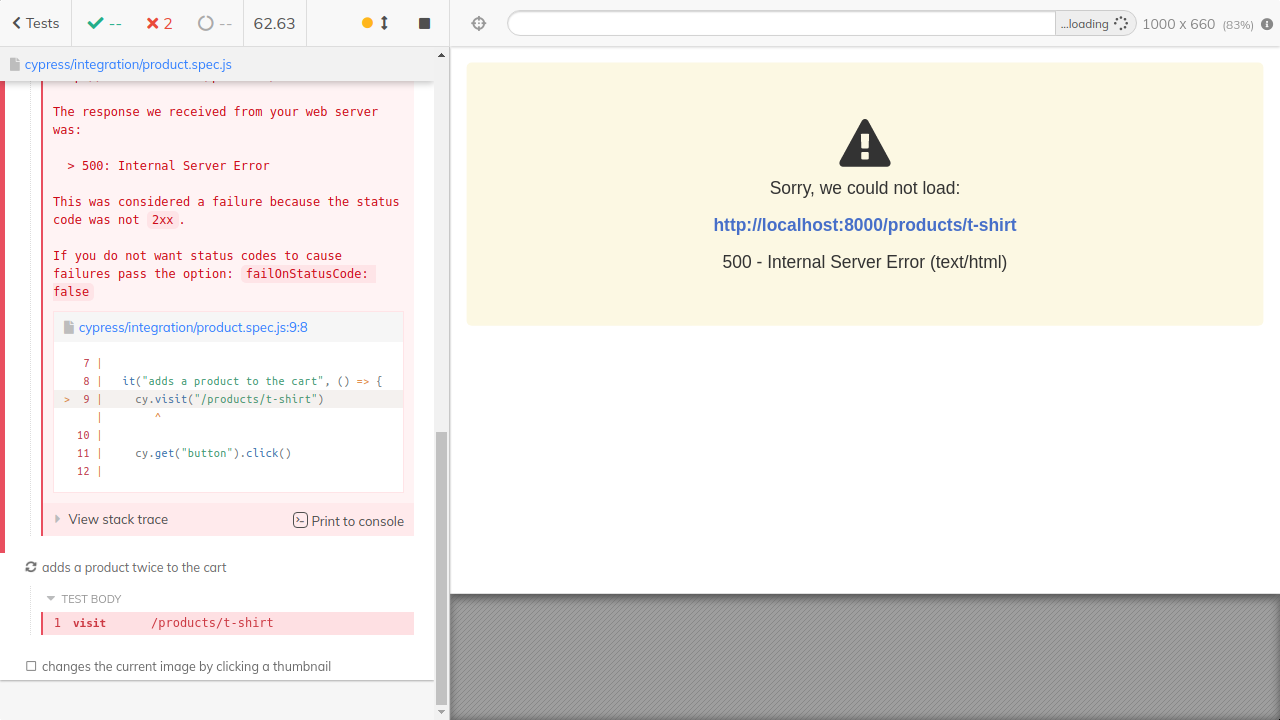 Tests
--
2
--
62.63
...loading
1000 x 660 (83%)
cypress/integration/product.spec.js
The response we received from your web server
was:
> 500: Internal Server Error
This was considered a failure because the status
code was not 2xx.
If you do not want status codes to cause
failures pass the option: failOnStatusCode:
false
cypress/integration/product.spec.js:9:8
7 |
8 | it("adds a product to the cart", () => {
> 9 | cy.visit("/products/t-shirt")
| ^
10 |
11 | cy.get("button").click()
12 |
View stack trace
Print to console
adds a product twice to the cart
TEST BODY
1 visit /products/t-shirt
changes the current image by clicking a thumbnail
Sorry, we could not load:
http://localhost:8000/products/t-shirt
500 - Internal Server Error (text/html)